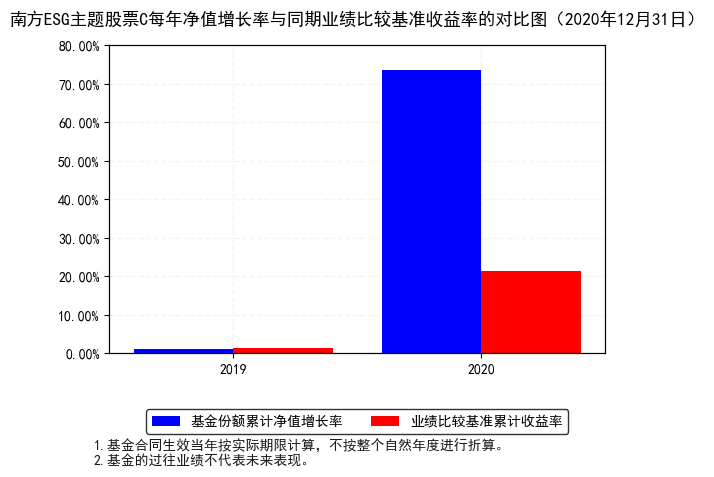 南方ESG主题股票C每年净值增长率与同期业绩比较基准收益率的对比图（2020年12月31日）
80.00%
70.00%
60.00%
50.00%
40.00%
30.00%
20.00%
10.00%
0.00%
2019
2020
基金份额累计净值增长率
业绩比较基准累计收益率
1.基金合同生效当年按实际期限计算，不按整个自然年度进行折算。
2.基金的过往业绩不代表未来表现。